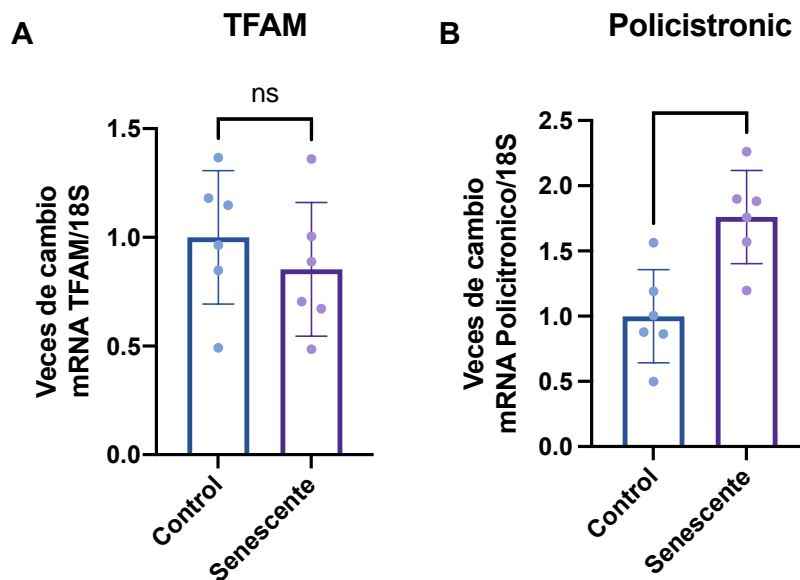 A
TFAM
ns
Veces de cambio
mRNA TFAM/18S
1.5
1.0
0.5
0.0
Control
Senescente
B
Policistronic
Veces de cambio
mRNA Policitronico/18S
2.5
2.0
1.5
1.0
0.5
0.0
Control
Senescente